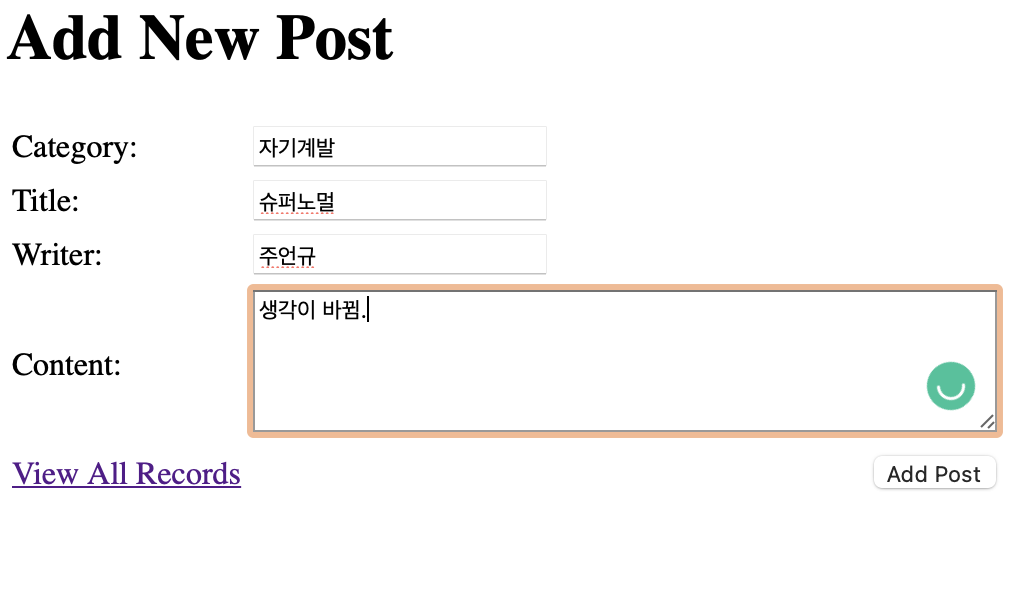 Add New Post
Category: 자기계발
Title: 슈퍼노멀
Writer: 주언규
Content: 생각이 바뀜.
View All Records Add Post